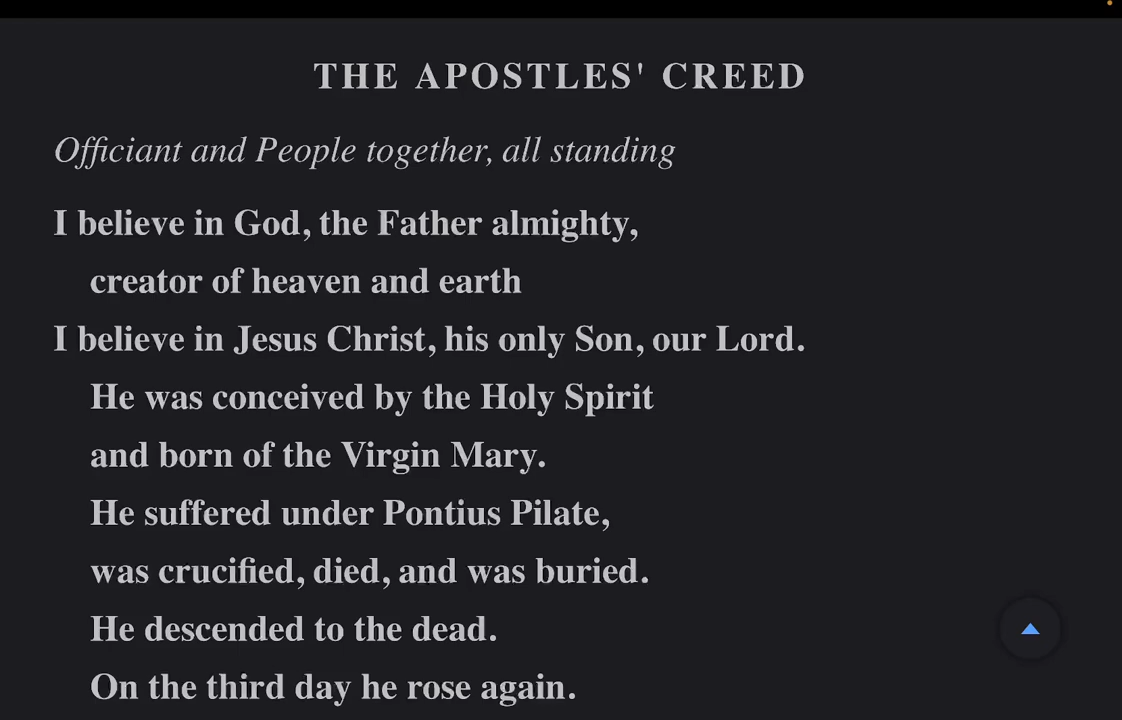 THE APOSTLES' CREED
Officiant and People together, all standing
I believe in God, the Father almighty,
creator of heaven and earth
I believe in Jesus Christ, his only Son, our Lord.
He was conceived by the Holy Spirit
and born of the Virgin Mary.
He suffered under Pontius Pilate,
was crucified, died, and was buried.
He descended to the dead.
On the third day he rose again.